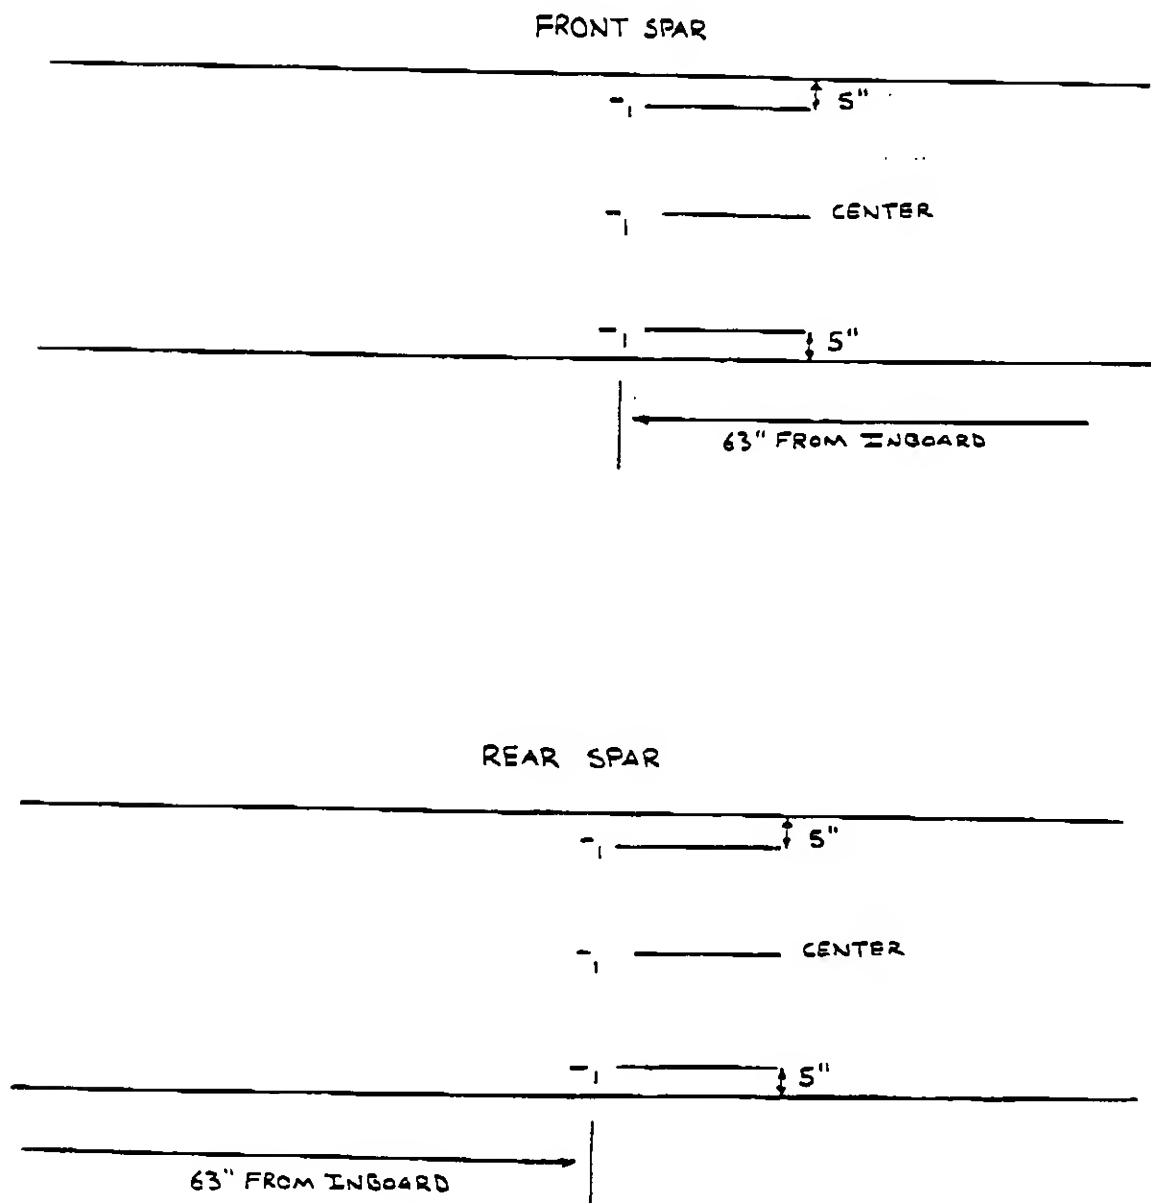 FRONT SPAR
5"
CENTER
5"
63" FROM INBOARD
REAR SPAR
5"
CENTER
5"
63" FROM INBOARD